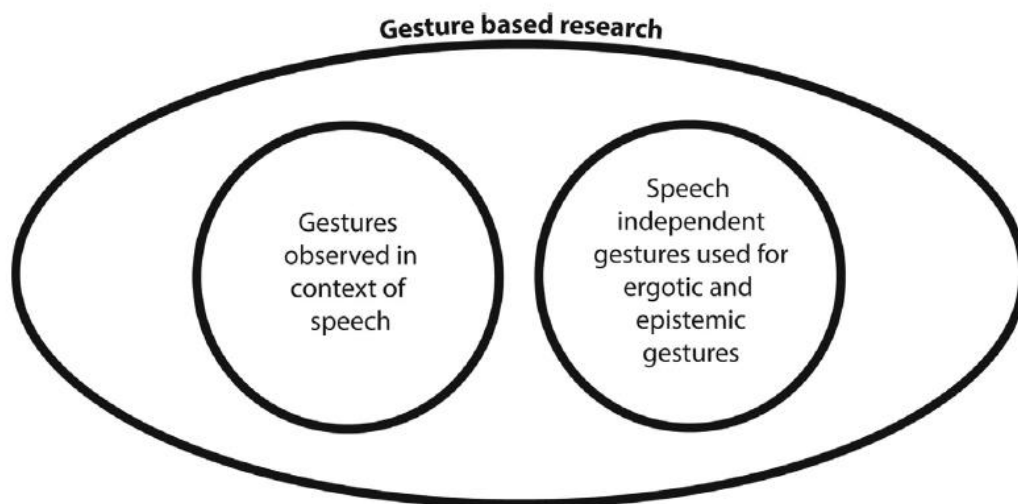 Gesture based research
Gestures
observed in
context of
speech
Speech
independent
gestures used for
ergotic and
epistemic
gestures